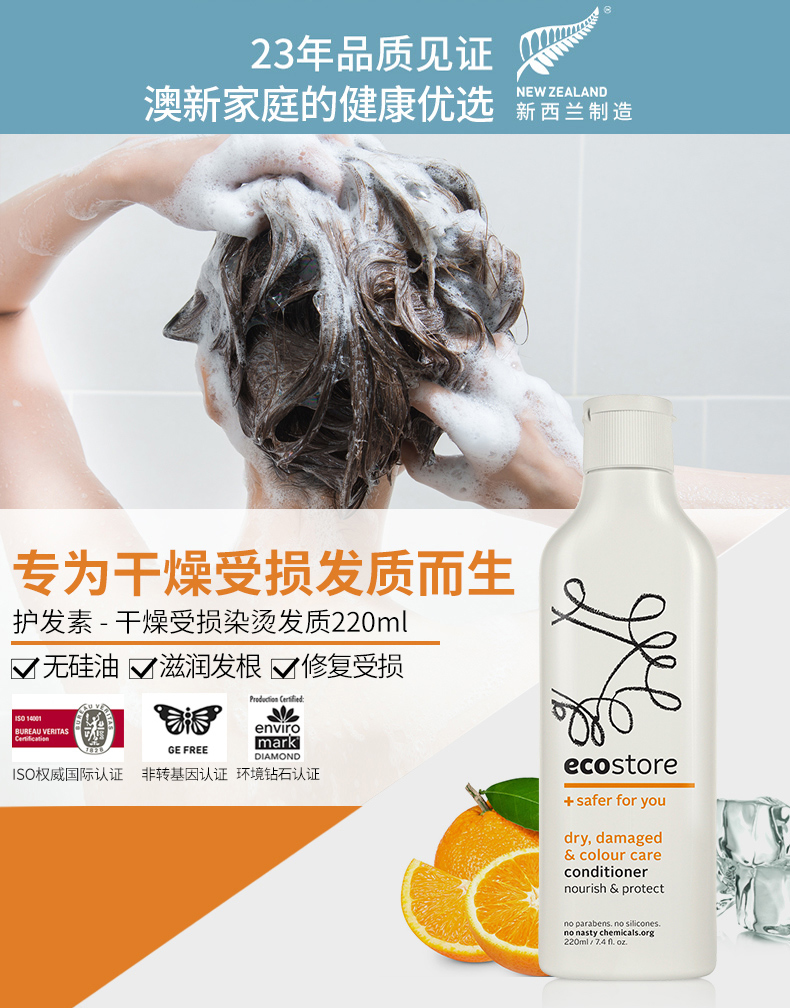 23年品质见证
澳新家庭的健康优选
NEW ZEALAND
新西兰制造
专为干燥受损发质而生
护发素 - 干燥受损染烫发质220ml
无硅油 滋润发根 修复受损
ISO 14001
BUREAU VERITAS
Certification
BUREAU VERITAS
1828
GE FREE
Production Certified:
enviro
mark
DIAMOND
ISO权威国际认证 非转基因认证 环境钻石认证
ecostore
+ safer for you
dry, damaged
& colour care
conditioner
nourish & protect
no parabens. no silicones.
no nasty chemicals.org
220ml / 7.4 fl. oz.